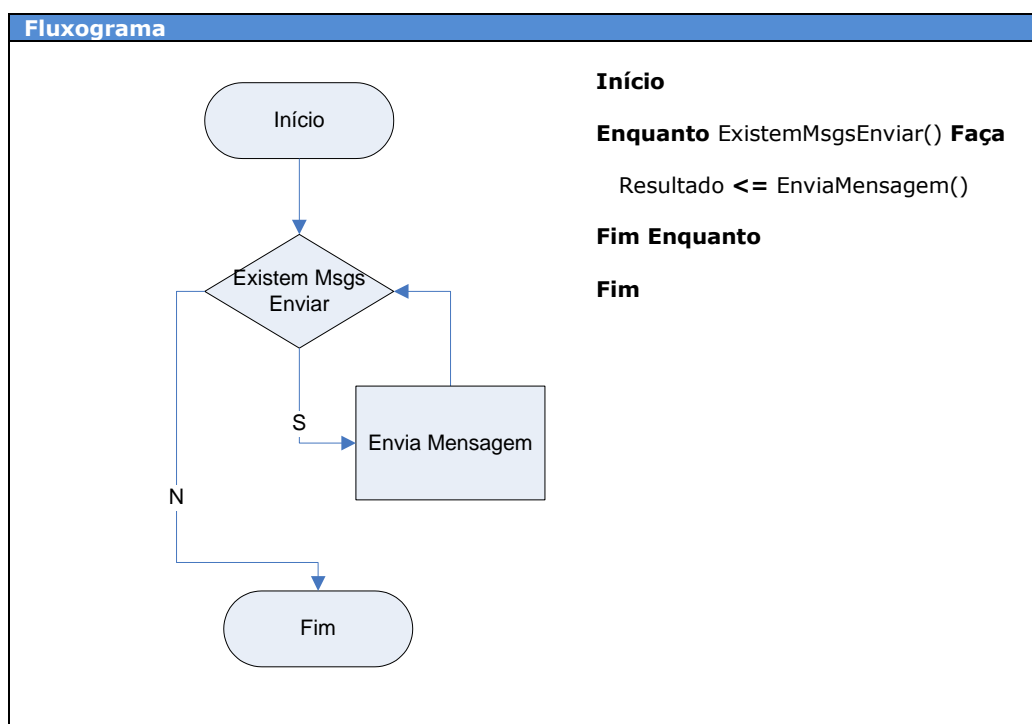 Fluxograma
Início
Existem Msgs
Enviar
S
Envia Mensagem
N
Fim
Início
Enquanto ExistemMsgsEnviar() Faça
Resultado <= EnviaMensagem()
Fim Enquanto
Fim